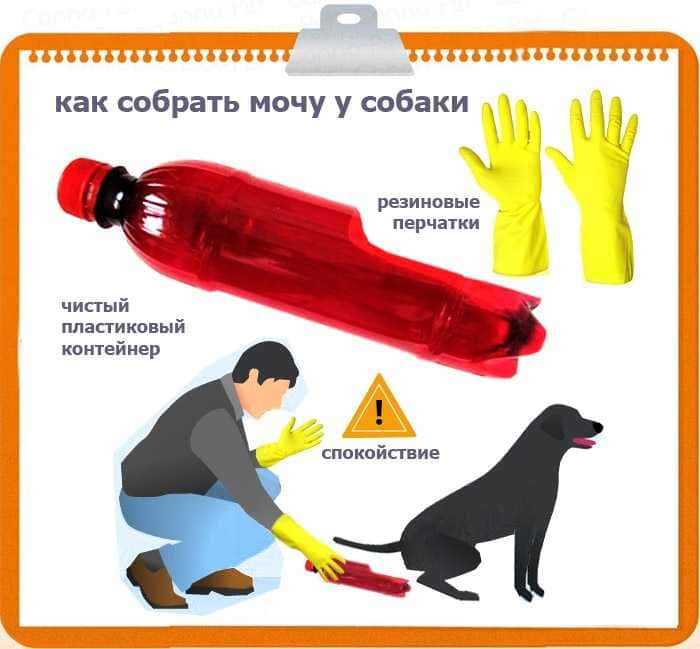 как собрать мочу у собаки
резиновые
перчатки
чистый
пластиковый
контейнер
!
спокойствие